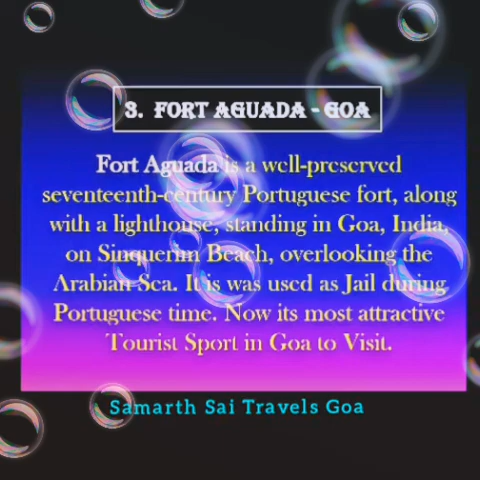 3. FORT AGUADA - GOA
Fort Aguada is a well-preserved
seventeenth-century Portuguese fort, along
with a lighthouse, standing in Goa, India,
on Sinquerim Beach, overlooking the
Arabian Sea. It is was used as Jail during
Portuguese time. Now its most attractive
Tourist Sport in Goa to Visit.
Samarth Sai Travels Goa